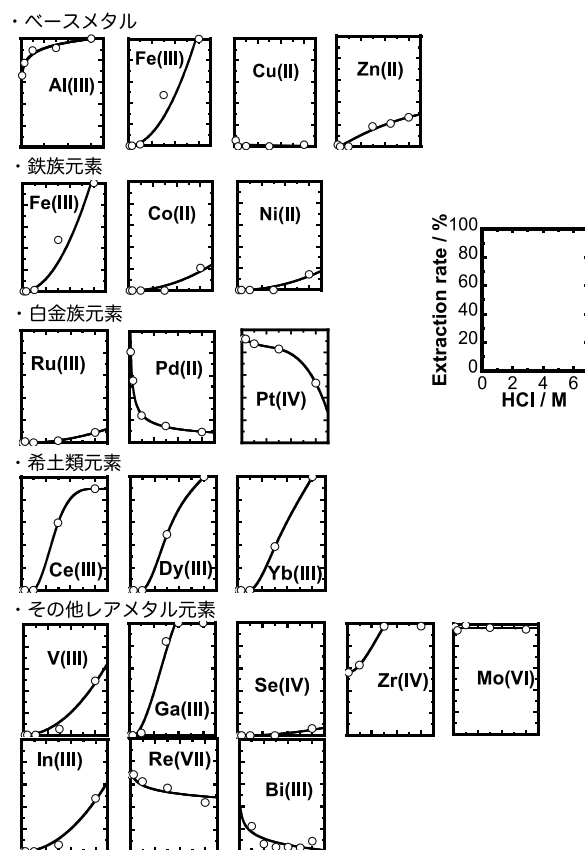 ・ベースメタル
Al(III)
Fe(III)
Cu(II)
Zn(II)
・鉄族元素
Fe(III)
Co(II)
Ni(II)
Extraction rate / %
100
80
60
40
20
0
0 2 4 6
HCl / M
・白金族元素
Ru(III)
Pd(II)
Pt(IV)
・希土類元素
Ce(III)
Dy(III)
Yb(III)
・その他レアメタル元素
V(III)
Ga(III)
Se(IV)
Zr(IV)
Mo(VI)
In(III)
Re(VII)
Bi(III)